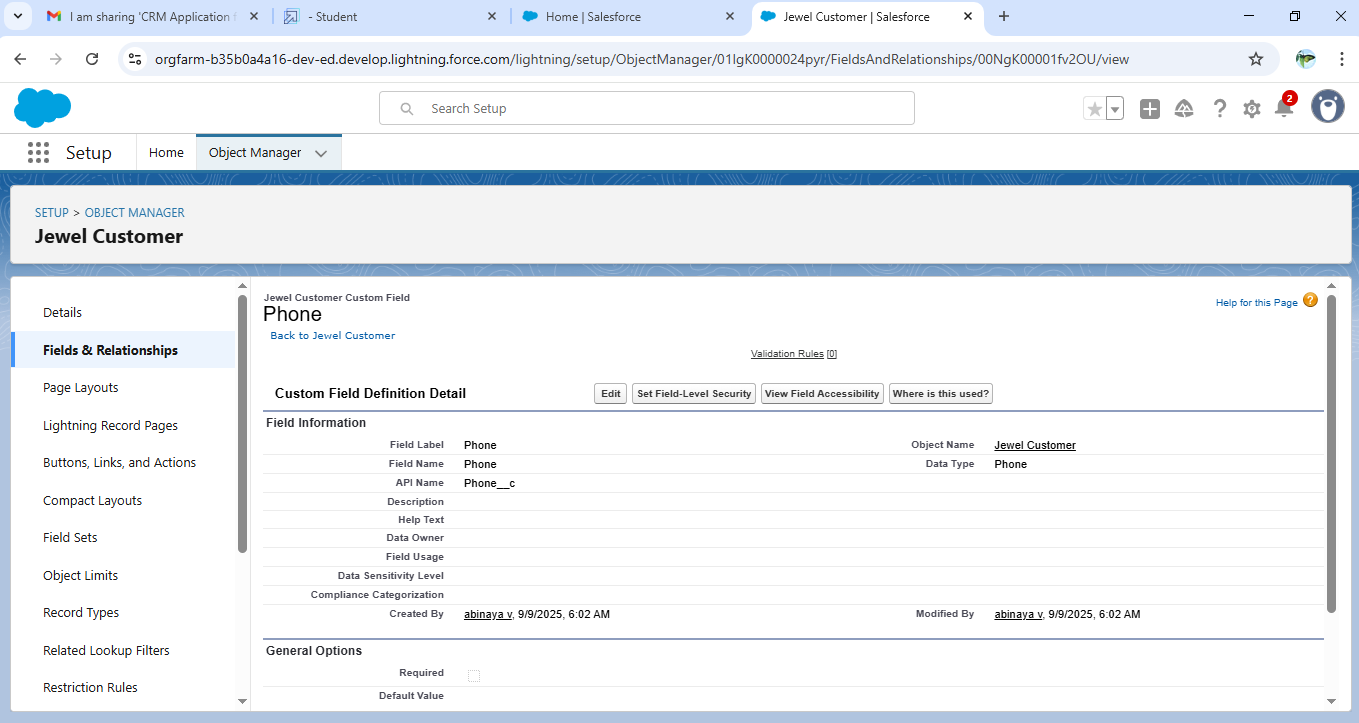 I am sharing 'CRM Application f
- Student
Home | Salesforce
Jewel Customer | Salesforce
orgfarm-b35b0a4a16-dev-ed.develop.lightning.force.com/lightning/setup/ObjectManager/01IgK0000024pyr/FieldsAndRelationships/00NgK00001fv2OU/view
Search Setup
2
Setup
Home
Object Manager
SETUP > OBJECT MANAGER
Jewel Customer
Details
Fields & Relationships
Page Layouts
Lightning Record Pages
Buttons, Links, and Actions
Compact Layouts
Field Sets
Object Limits
Record Types
Related Lookup Filters
Restriction Rules
Jewel Customer Custom Field
Phone
Back to Jewel Customer
Help for this Page ?
Validation Rules [0]
Custom Field Definition Detail
Edit
Set Field-Level Security
View Field Accessibility
Where is this used?
Field Information
Field Label Phone Object Name Jewel Customer
Field Name Phone Data Type Phone
API Name Phone__c
Description
Help Text
Data Owner
Field Usage
Data Sensitivity Level
Compliance Categorization
Created By abinaya v, 9/9/2025, 6:02 AM Modified By abinaya v, 9/9/2025, 6:02 AM
General Options
Required
Default Value